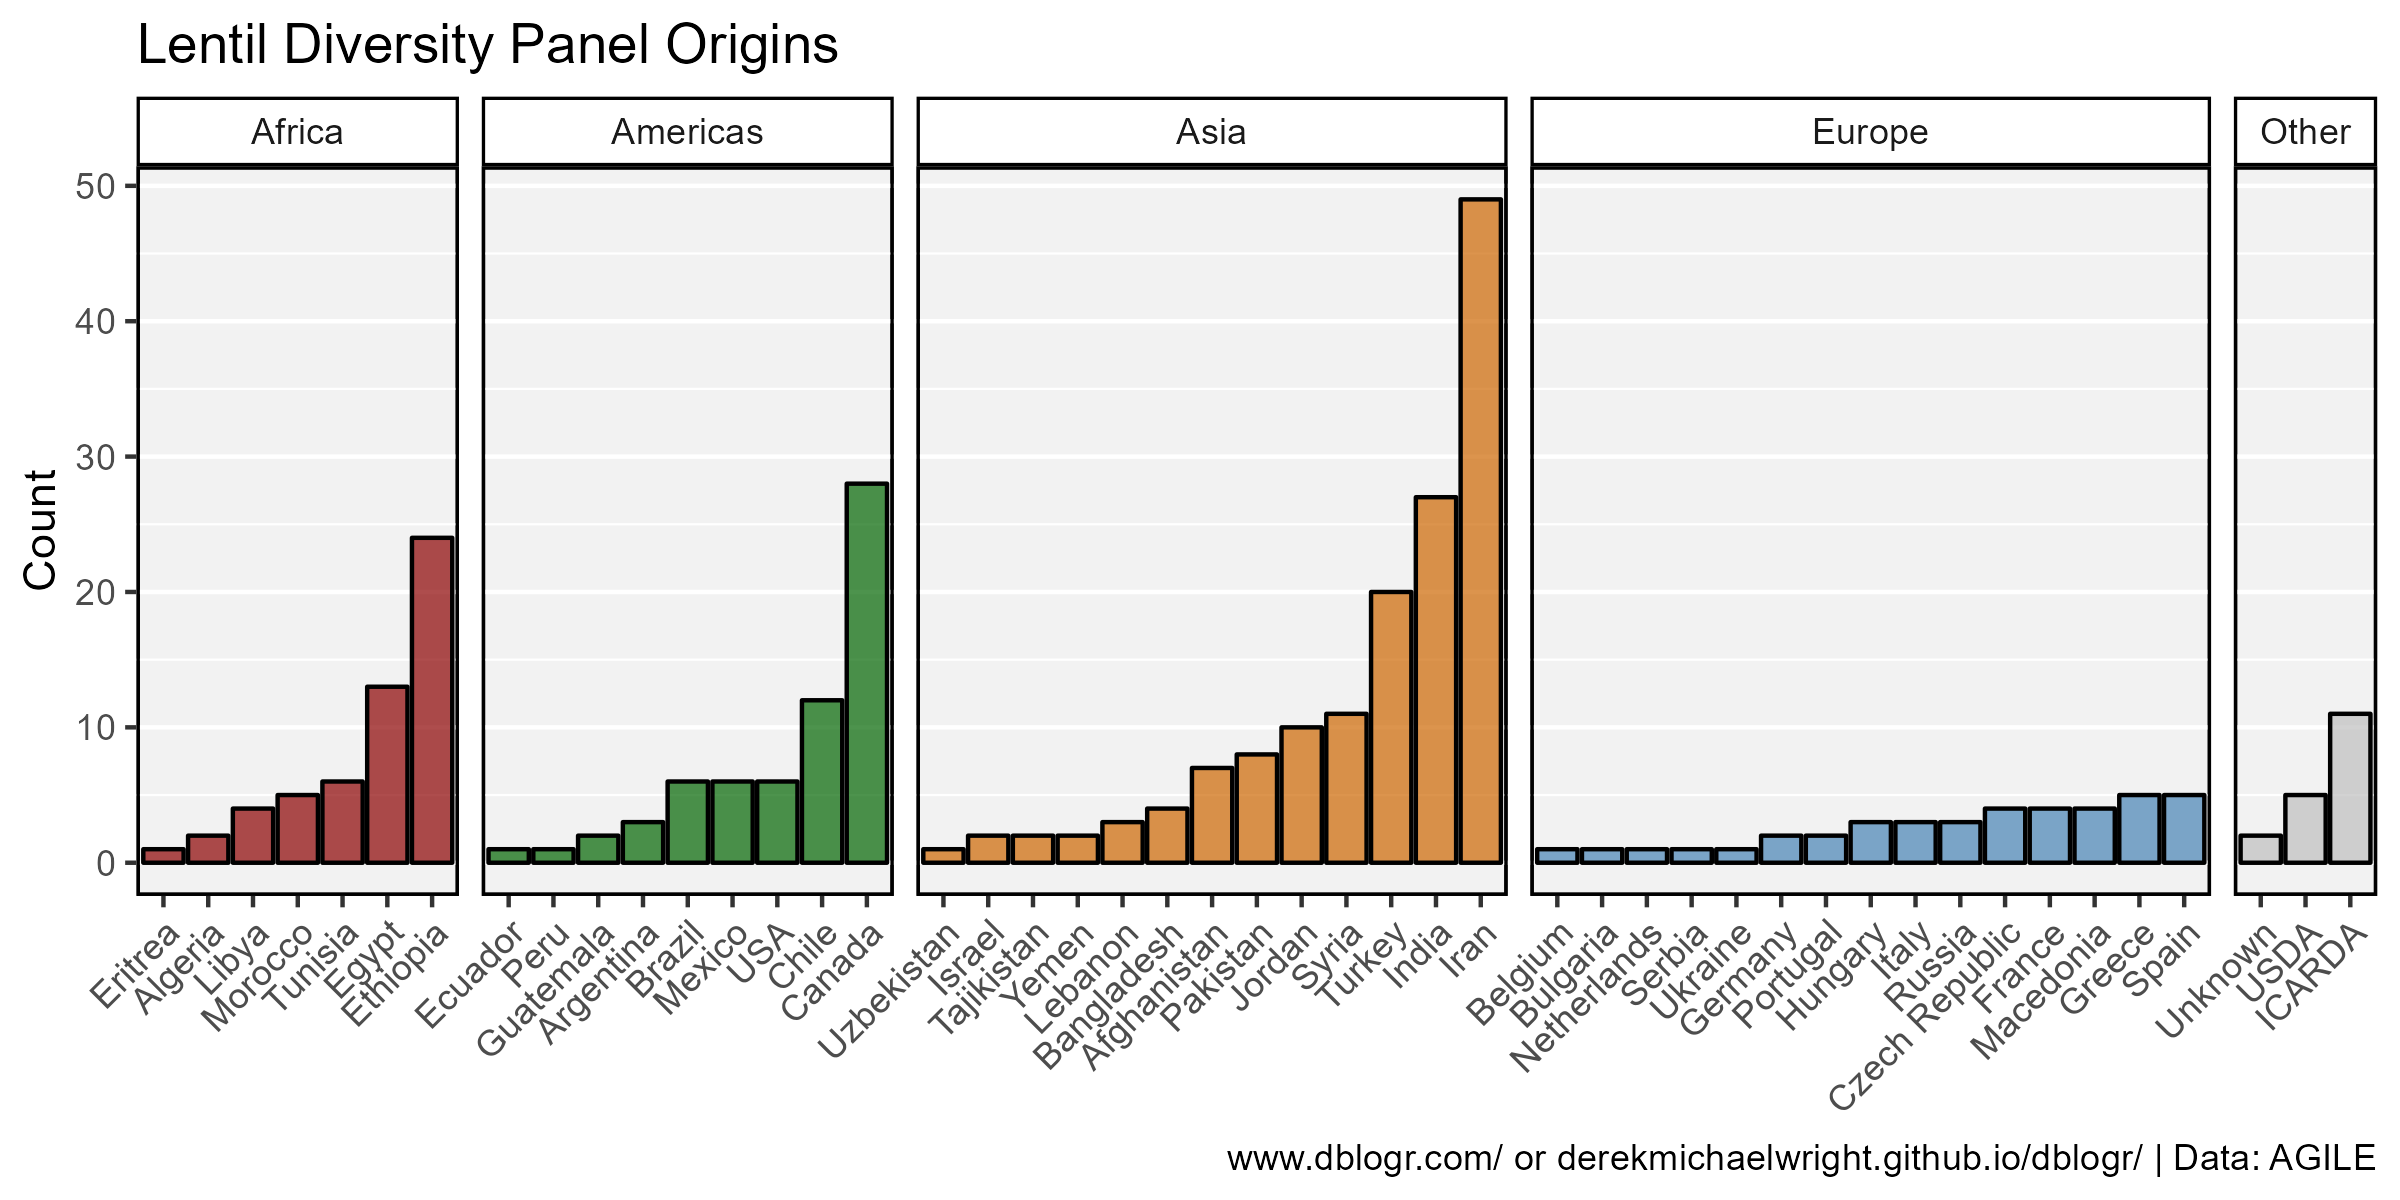 Lentil Diversity Panel Origins
Africa
Americas
Asia
Europe
Other
Count
50
40
30
20
10
0
Eritrea
Algeria
Libya
Morocco
Tunisia
Egypt
Ethiopia
Ecuador
Peru
Guatemala
Argentina
Brazil
Mexico
USA
Chile
Canada
Uzbekistan
Israel
Tajikistan
Yemen
Lebanon
Bangladesh
Afghanistan
Pakistan
Jordan
Syria
Turkey
India
Iran
Belgium
Bulgaria
Netherlands
Serbia
Ukraine
Germany
Portugal
Hungary
Italy
Russia
Czech Republic
France
Macedonia
Greece
Spain
Unknown
USDA
ICARDA
www.dblogr.com/ or derekmichaelwright.github.io/dblogr/ | Data: AGILE